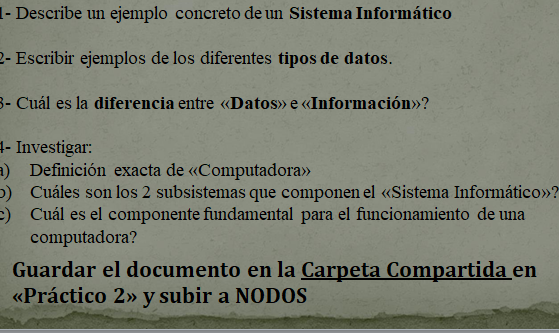 1- Describe un ejemplo concreto de un Sistema Informático
2- Escribir ejemplos de los diferentes tipos de datos.
3- Cuál es la diferencia entre «Datos» e «Información»?
4- Investigar:
a) Definición exacta de «Computadora»
b) Cuáles son los 2 subsistemas que componen el «Sistema Informático»?
c) Cuál es el componente fundamental para el funcionamiento de una
computadora?
Guardar el documento en la Carpeta Compartida en
«Práctico 2» y subir a NODOS